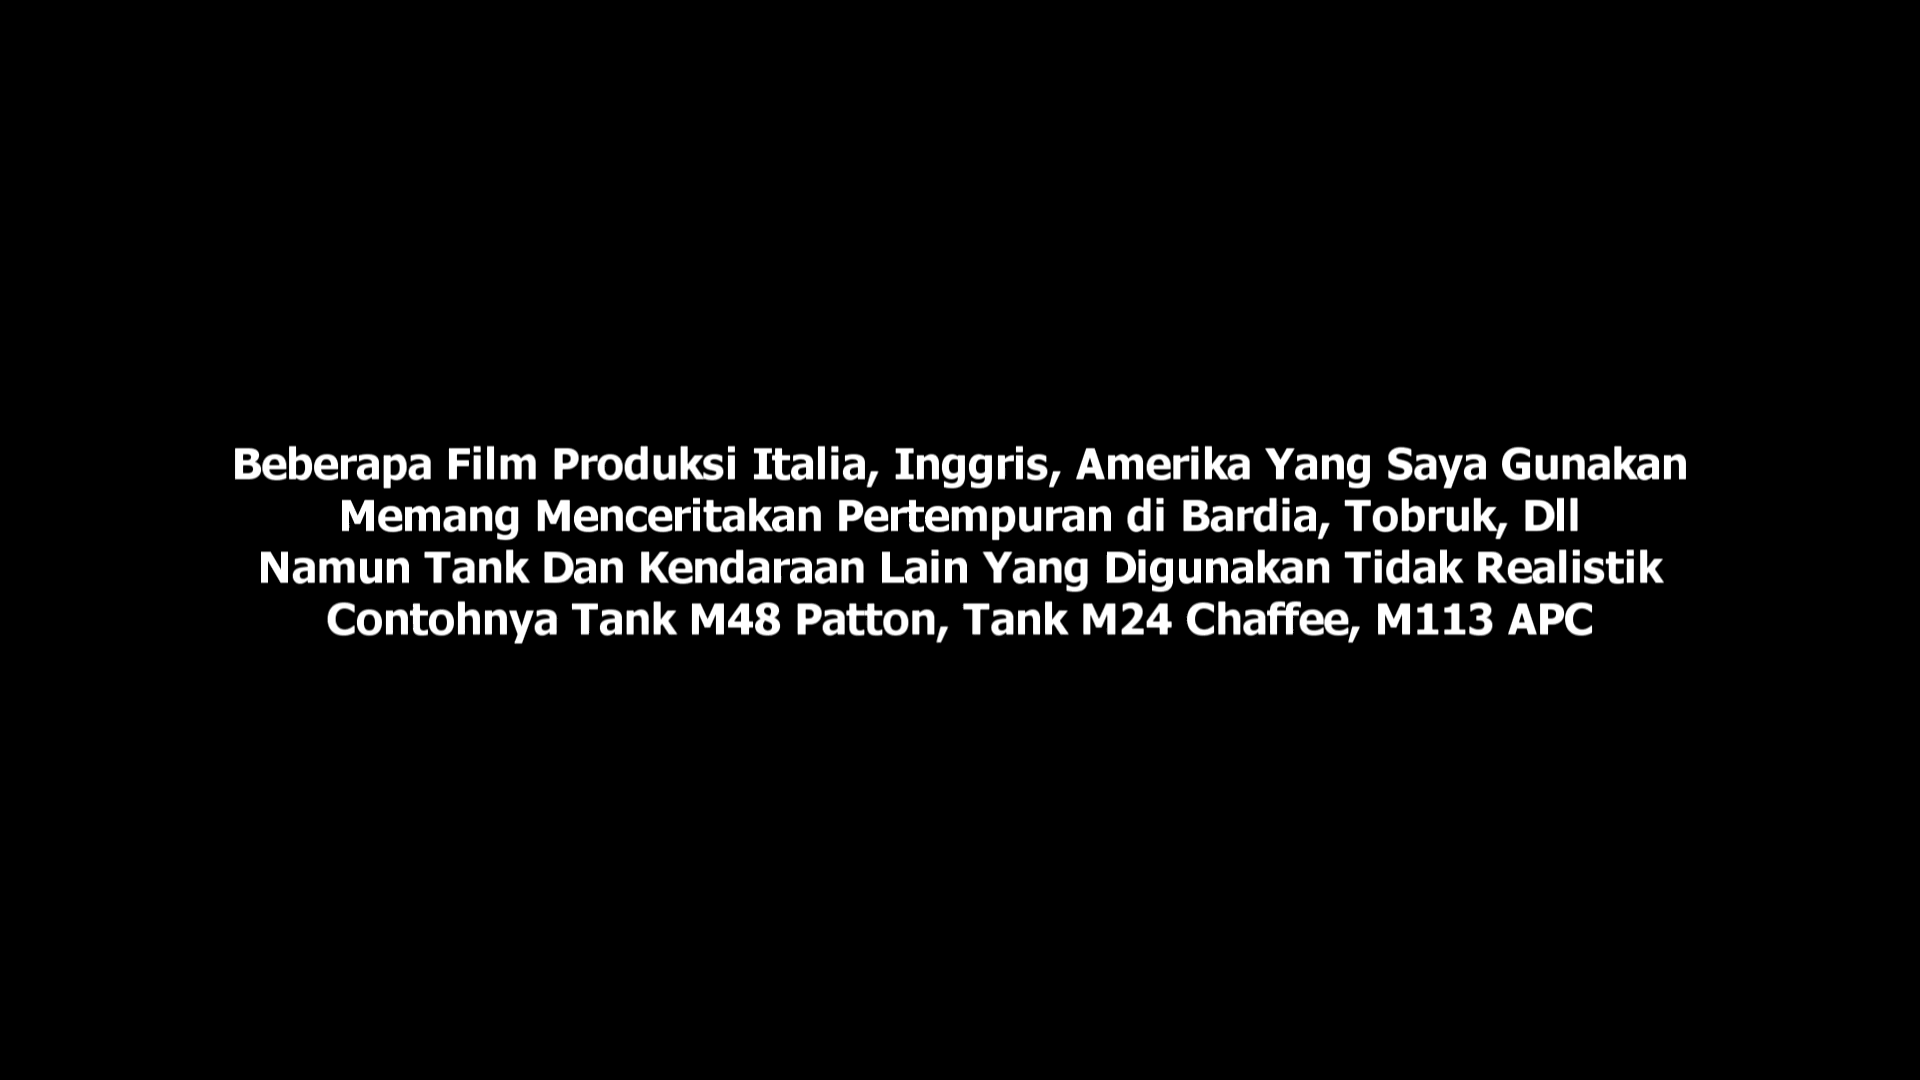 Beberapa Film Produksi Italia, Inggris, Amerika Yang Saya Gunakan
Memang Menceritakan Pertempuran di Bardia, Tobruk, Dll
Namun Tank Dan Kendaraan Lain Yang Digunakan Tidak Realistik
Contohnya Tank M48 Patton, Tank M24 Chaffee, M113 APC